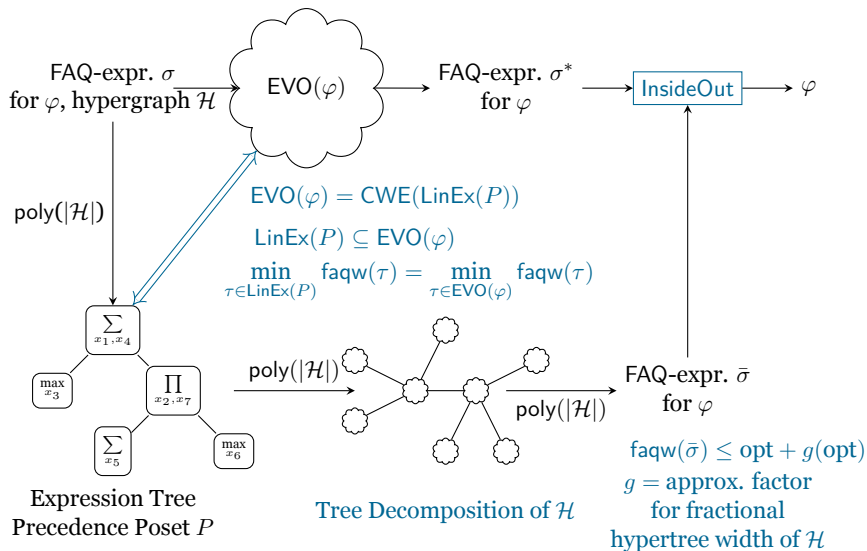 FAQ-expr. σ
for φ, hypergraph ℋ
EVO(φ)
FAQ-expr. σ*
for φ
InsideOut
φ
poly(|ℋ|)
EVO(φ) = CWE(LinEx(P))
LinEx(P) ⊆ EVO(φ)
min faqw(τ) = min faqw(τ)
τ∈LinEx(P) τ∈EVO(φ)
∑
x₁,x₄
max
x₃
∏
x₂,x₇
∑
x₅
max
x₆
poly(|ℋ|)
poly(|ℋ|)
FAQ-expr. σ̄
for φ
faqw(σ̄) ≤ opt + g(opt)
g = approx. factor
for fractional
hypertree width of ℋ
Expression Tree
Precedence Poset P
Tree Decomposition of ℋ